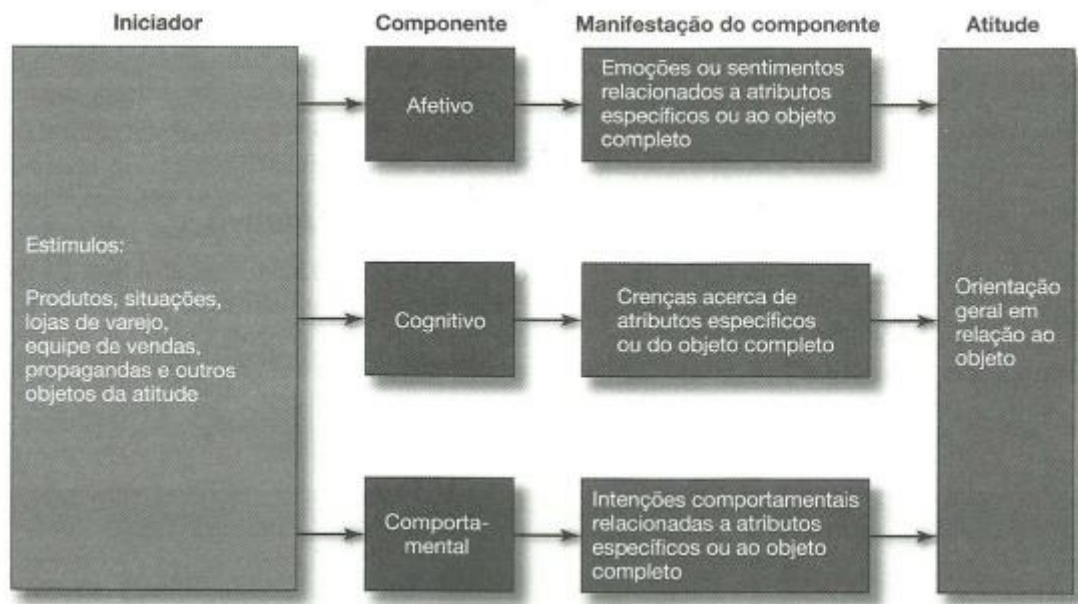 Iniciador
Componente
Manifestação do componente
Atitude
Estímulos:
Produtos, situações,
lojas de varejo,
equipe de vendas,
propagandas e outros
objetos da atitude
Afetivo
Emoções ou sentimentos
relacionados a atributos
específicos ou ao objeto
completo
Cognitivo
Crenças acerca de
atributos específicos
ou do objeto completo
Comporta-
mental
Intenções comportamentais
relacionadas a atributos
específicos ou ao objeto
completo
Orientação
geral em
relação ao
objeto